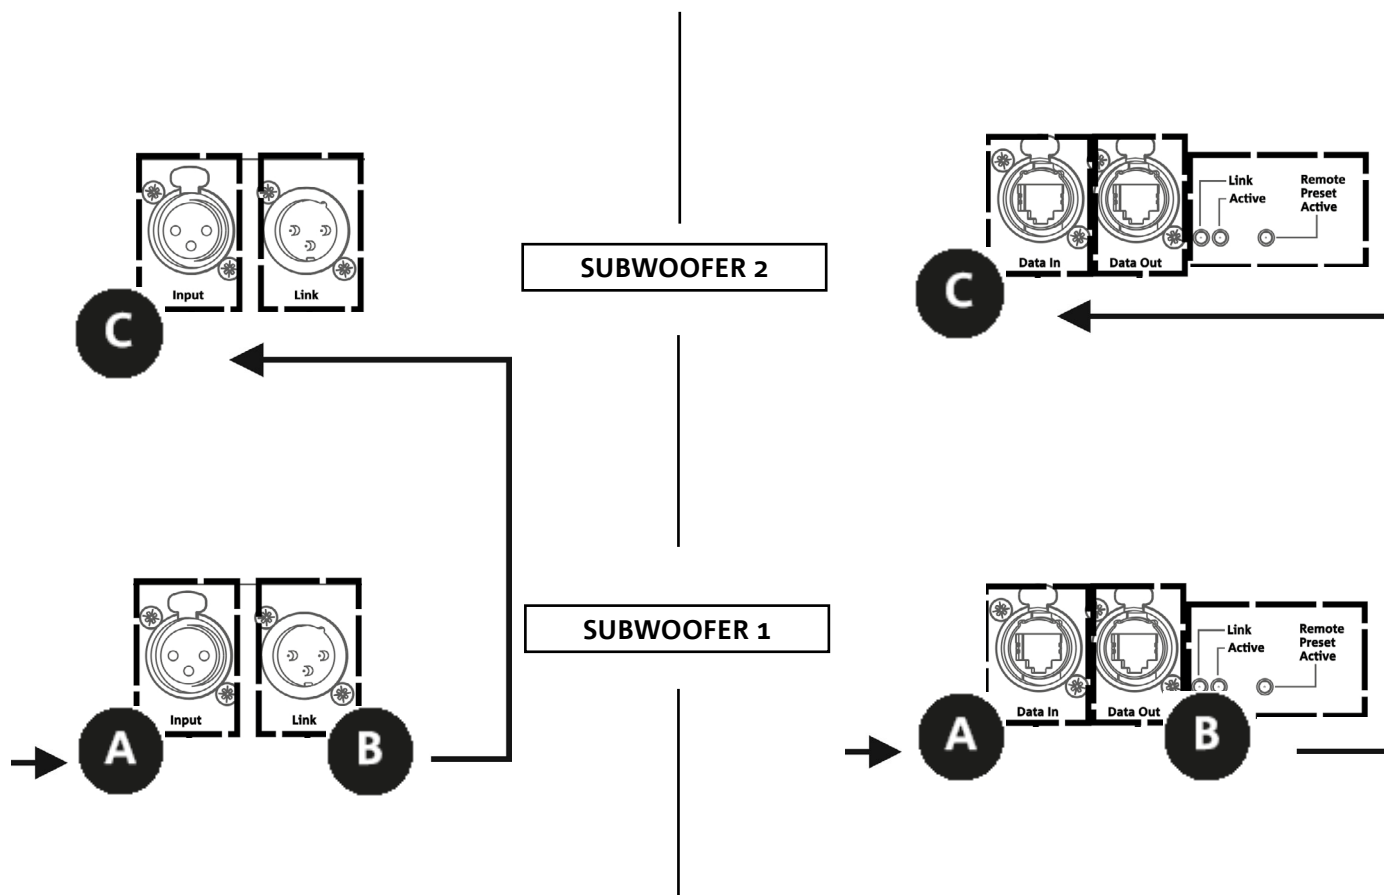 Input
Link
C
SUBWOOFER 2
Data In
Data Out
Link
Active
Remote
Preset
Active
C
Input
Link
A
B
SUBWOOFER 1
Data In
Data Out
Link
Active
Remote
Preset
Active
A
B